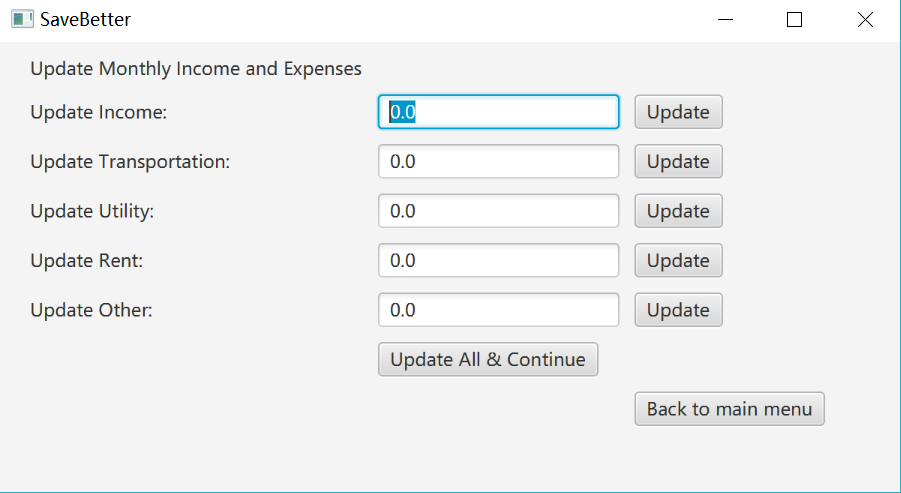 SaveBetter
Update Monthly Income and Expenses
Update Income: 0.0 Update
Update Transportation: 0.0 Update
Update Utility: 0.0 Update
Update Rent: 0.0 Update
Update Other: 0.0 Update
Update All & Continue
Back to main menu